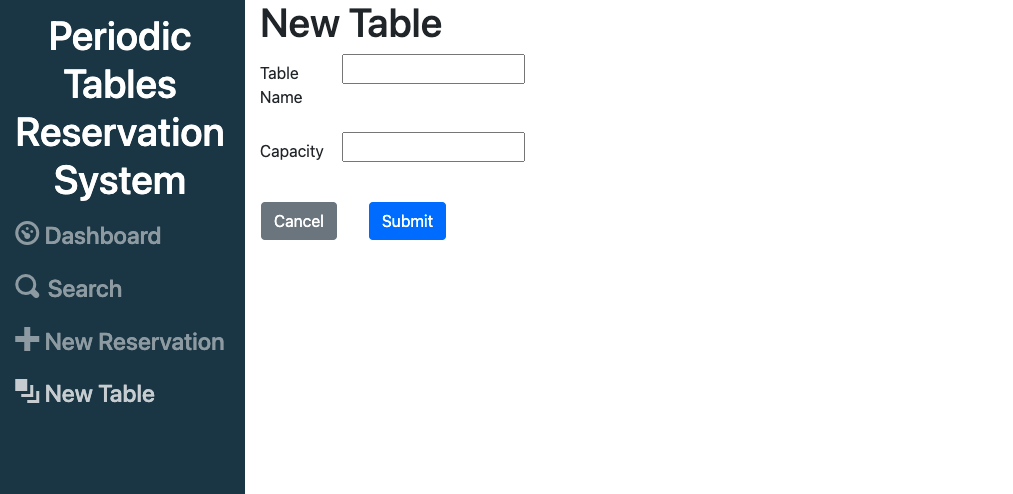 Periodic
Tables
Reservation
System
Dashboard
Search
New Reservation
New Table
New Table
Table
Name
Capacity
Cancel
Submit